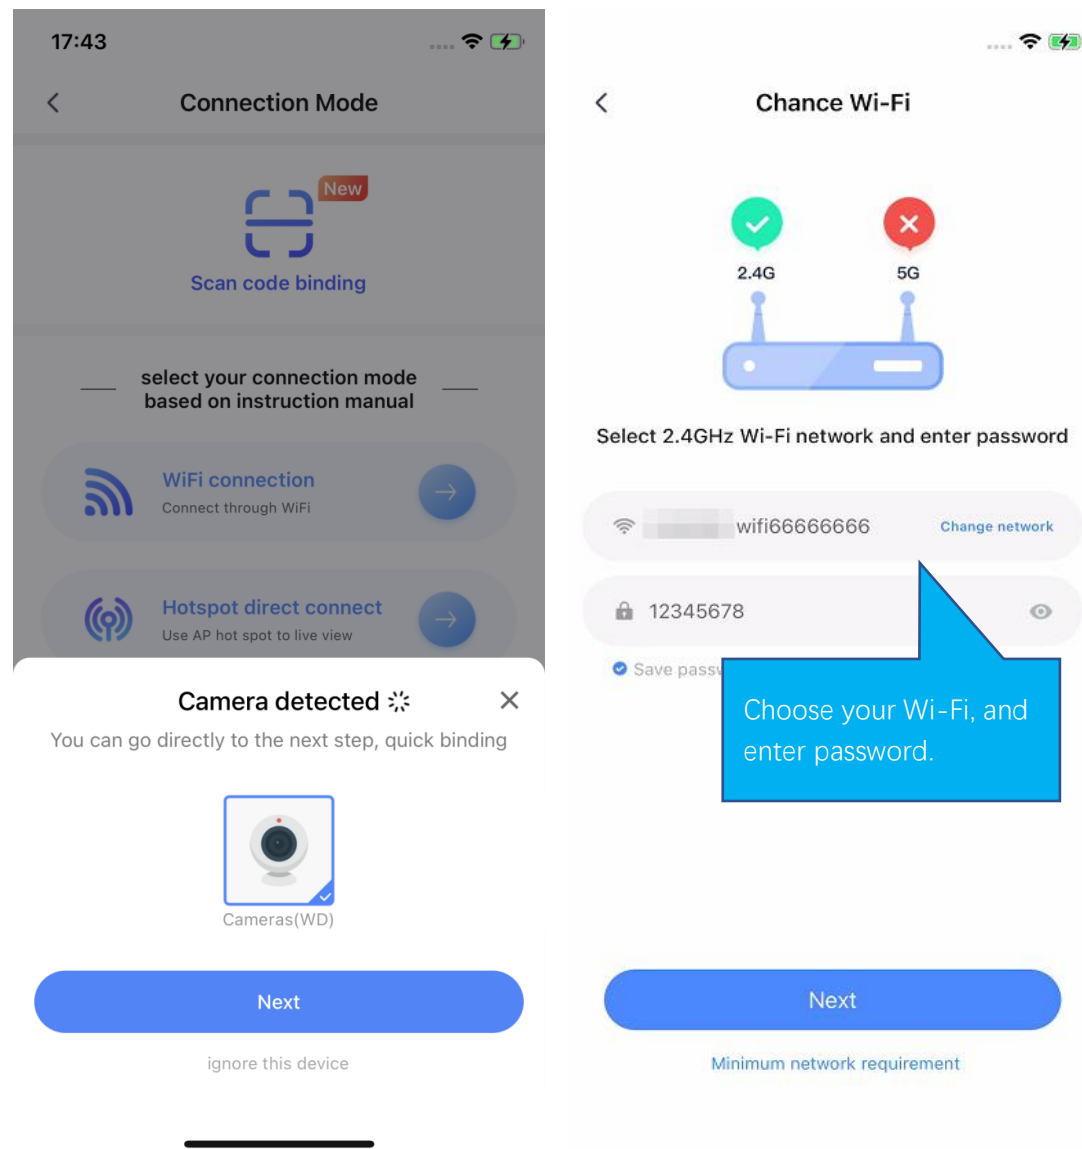 17:43
Connection Mode
New
Scan code binding
select your connection mode
based on instruction manual
WiFi connection
Connect through WiFi
Hotspot direct connect
Use AP hot spot to live view
Camera detected
You can go directly to the next step, quick binding
Cameras(WD)
Next
ignore this device
Chance Wi-Fi
2.4G
5G
Select 2.4GHz Wi-Fi network and enter password
wifi66666666
Change network
12345678
Save
Choose your Wi-Fi, and
enter password.
Next
Minimum network requirement